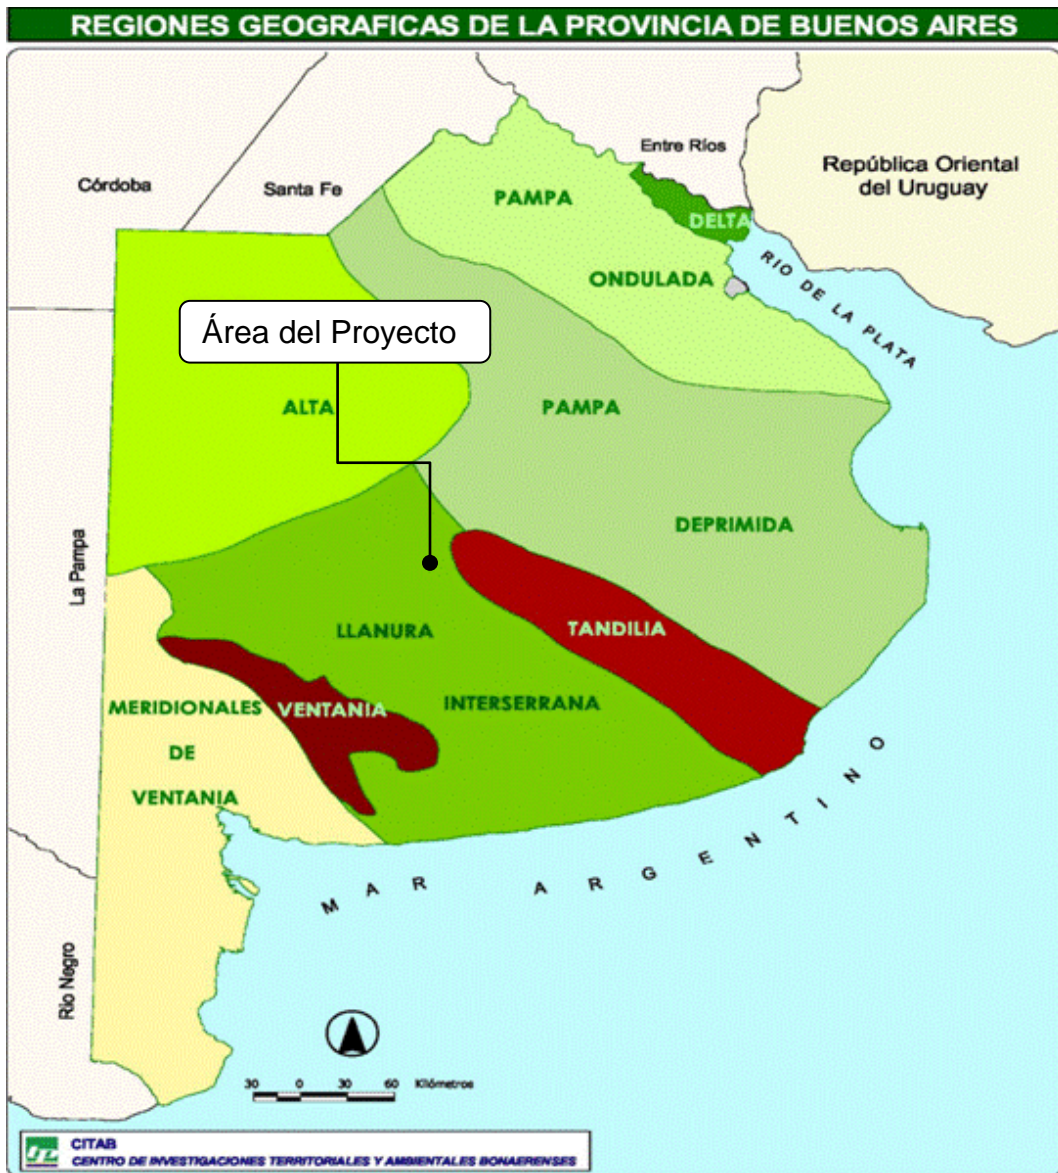 REGIONES GEOGRAFICAS DE LA PROVINCIA DE BUENOS AIRES
Entre Ríos
República Oriental
del Uruguay
Córdoba
Santa Fe
PAMPA
DELTA
ONDULADA
RIO DE LA PLATA
Área del Proyecto
ALTA
PAMPA
DEPRIMIDA
La Pampa
LLANURA
TANDILIA
MERIDIONALES
DE
VENTANIA
VENTANIA
INTERSERRANA
MAR ARGENTINO
Río Negro
30 0 30 60 Kilómetros
CITAB
CENTRO DE INVESTIGACIONES TERRITORIALES Y AMBIENTALES BONAERENSES